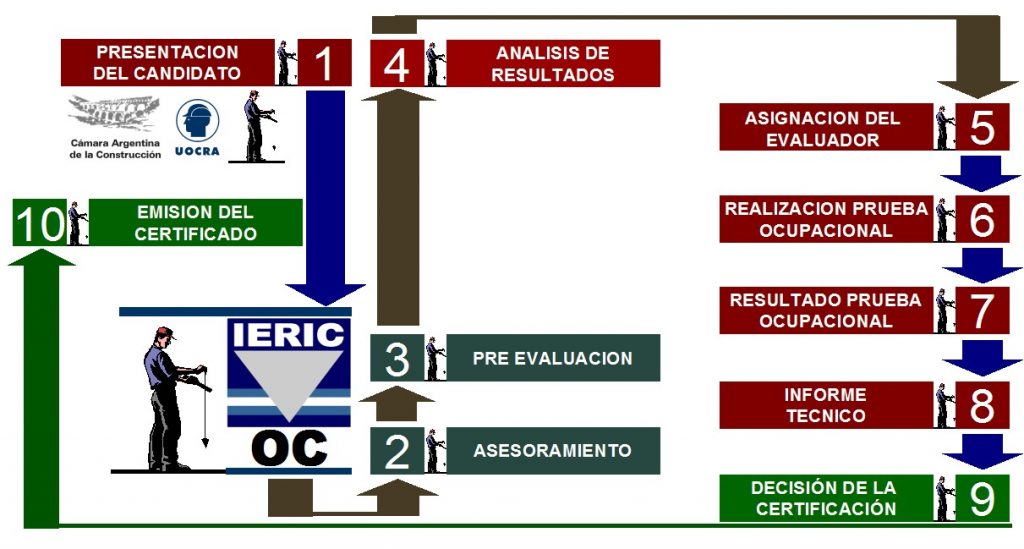 PRESENTACION
DEL CANDIDATO
1
Cámara Argentina
de la Construcción
UOCRA
10
EMISION DEL
CERTIFICADO
IERIC
OC
4
ANALISIS DE
RESULTADOS
3
PRE EVALUACION
2
ASESORAMIENTO
ASIGNACION DEL
EVALUADOR
5
REALIZACION PRUEBA
OCUPACIONAL
6
RESULTADO PRUEBA
OCUPACIONAL
7
INFORME
TECNICO
8
DECISIÓN DE LA
CERTIFICACIÓN
9